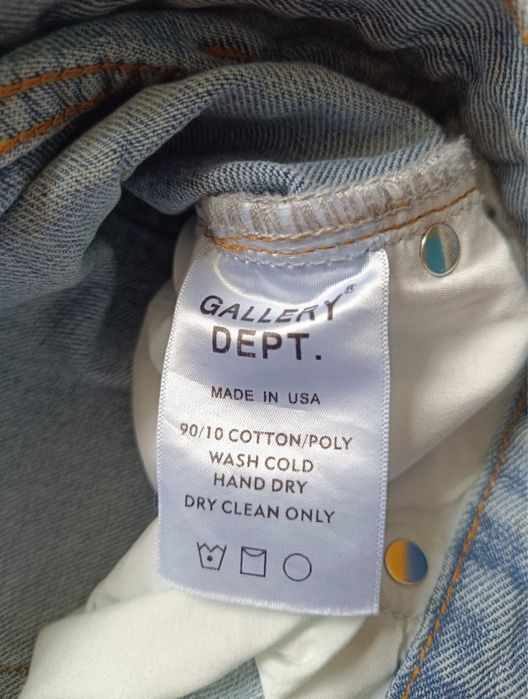 GALLERY®
DEPT.
MADE IN USA
90/10 COTTON/POLY
WASH COLD
HAND DRY
DRY CLEAN ONLY